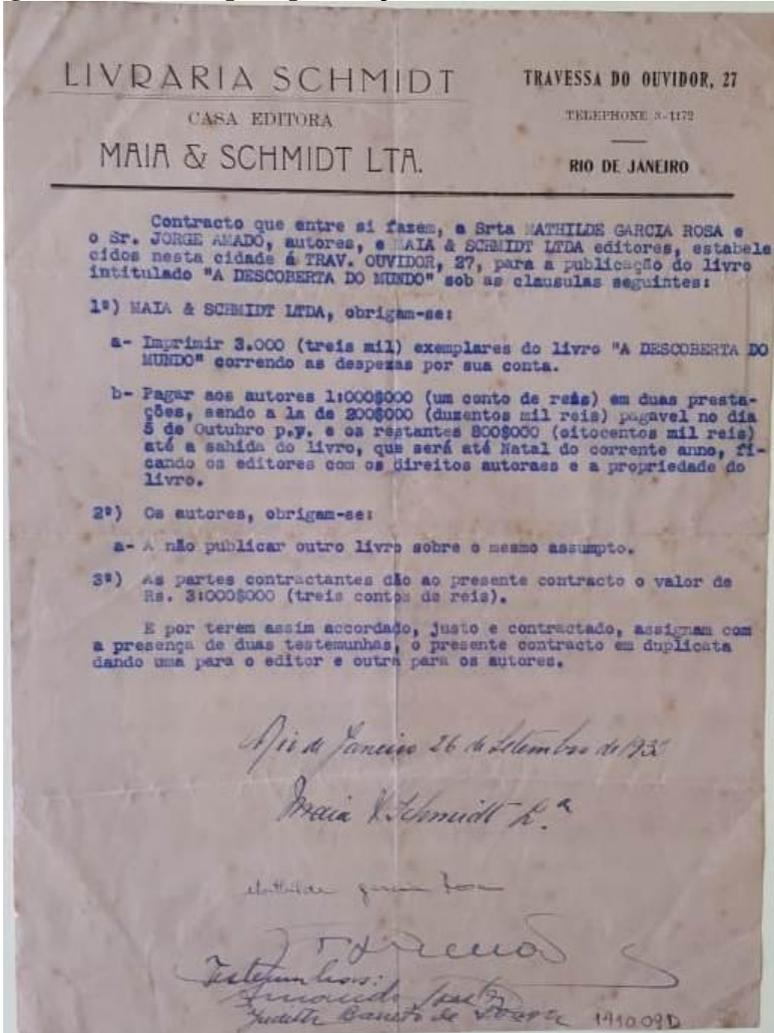 LIVRARIA SCHMIDT
CASA EDITORA
MAIA & SCHMIDT LTA.
TRAVESSA DO OUVIDOR, 27
TELEPHONE 3-1172
RIO DE JANEIRO
Contracto que entre si fazem, a Srta MATHILDE GARCIA ROSA e
o Sr. JORGE AMADO, autores, e MAIA & SCHMIDT LTDA editores, estabele
cidos nesta cidade á TRAV. OUVIDOR, 27, para a publicação do livro
intitulado "A DESCOBERTA DO MUNDO" sob as clausulas seguintes:
1º) MAIA & SCHMIDT LTDA, obrigam-se:
a- Imprimir 3.000 (treis mil) exemplares do livro "A DESCOBERTA DO
MUNDO" correndo as despezas por sua conta.
b- Pagar aos autores 1:000$000 (um conto de reis) em duas presta-
ções, sendo a 1a de 200$000 (duzentos mil reis) pagavel no dia
5 de Outubro p.v. e os restantes 800$000 (oitocentos mil reis)
até a sahida do livro, que será até Natal do corrente anno, fi-
cando os editores com os direitos autoraes e a propriedade do
livro.
2º) Os autores, obrigam-se:
a- A não publicar outro livro sobre o mesmo assumpto.
3º) As partes contractantes dão ao presente contracto o valor de
Rs. 3:000$000 (treis contos de reis).
E por terem assim accordado, justo e contractado, assignam com
a presença de duas testemunhas, o presente contracto em duplicata
dando uma para o editor e outra para os autores.
Rio de Janeiro 26 de Setembro de
Maia & Schmidt L.ª
Mathilde garcia Rosa
Testemunhas:
Judith Barreto de
141009D